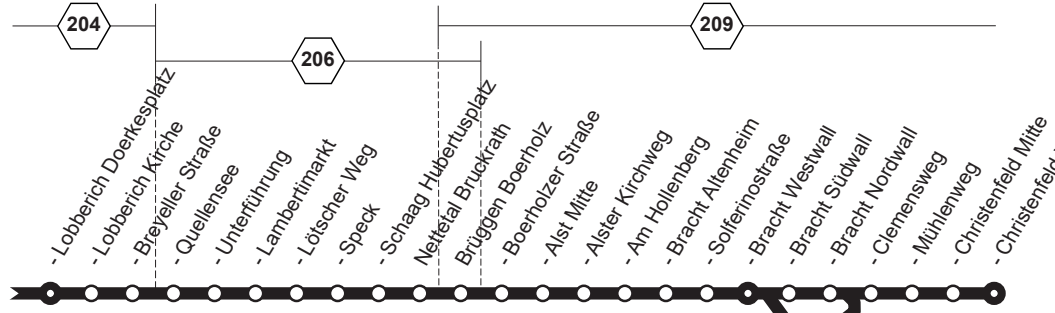 204
206
209
- Lobberich Doerkesplatz
- Lobberich Kirche
- Breyeller Straße
- Quellensee
- Unterführung
- Lambertimarkt
- Lötscher Weg
- Speck
- Schaag Hubertusplatz
Nettetal Bruckrath
Brüggen Boerholz
- Boerholzer Straße
- Alst Mitte
- Alster Kirchweg
- Am Hollenberg
- Bracht Altenheim
- Solferinostraße
- Bracht Westwall
- Bracht Südwall
- Bracht Nordwall
- Clemensweg
- Mühlenweg
- Christenfeld Mitte
- Christenfeld